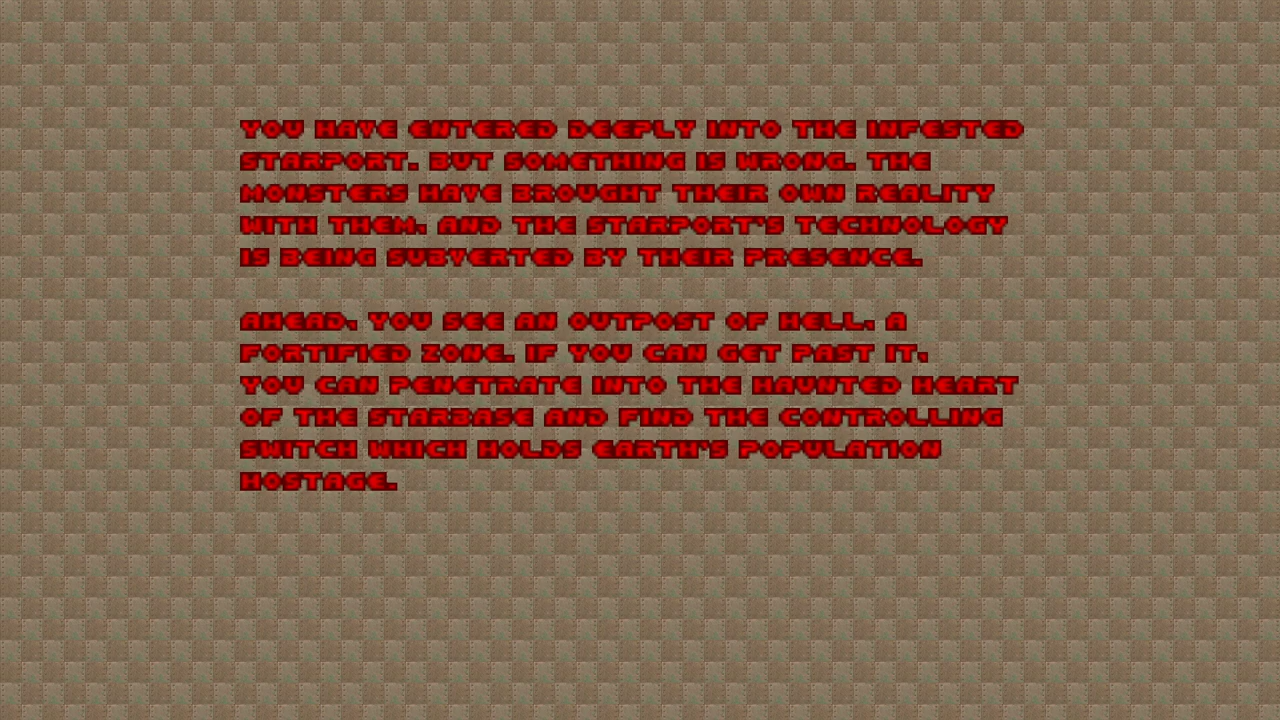 YOU HAVE ENTERED DEEPLY INTO THE INFESTED
STARPORT. BUT SOMETHING IS WRONG. THE
MONSTERS HAVE BROUGHT THEIR OWN REALITY
WITH THEM, AND THE STARPORT'S TECHNOLOGY
IS BEING SUBVERTED BY THEIR PRESENCE.

AHEAD, YOU SEE AN OUTPOST OF HELL, A
FORTIFIED ZONE. IF YOU CAN GET PAST IT,
YOU CAN PENETRATE INTO THE HAUNTED HEART
OF THE STARBASE AND FIND THE CONTROLLING
SWITCH WHICH HOLDS EARTH'S POPULATION
HOSTAGE.